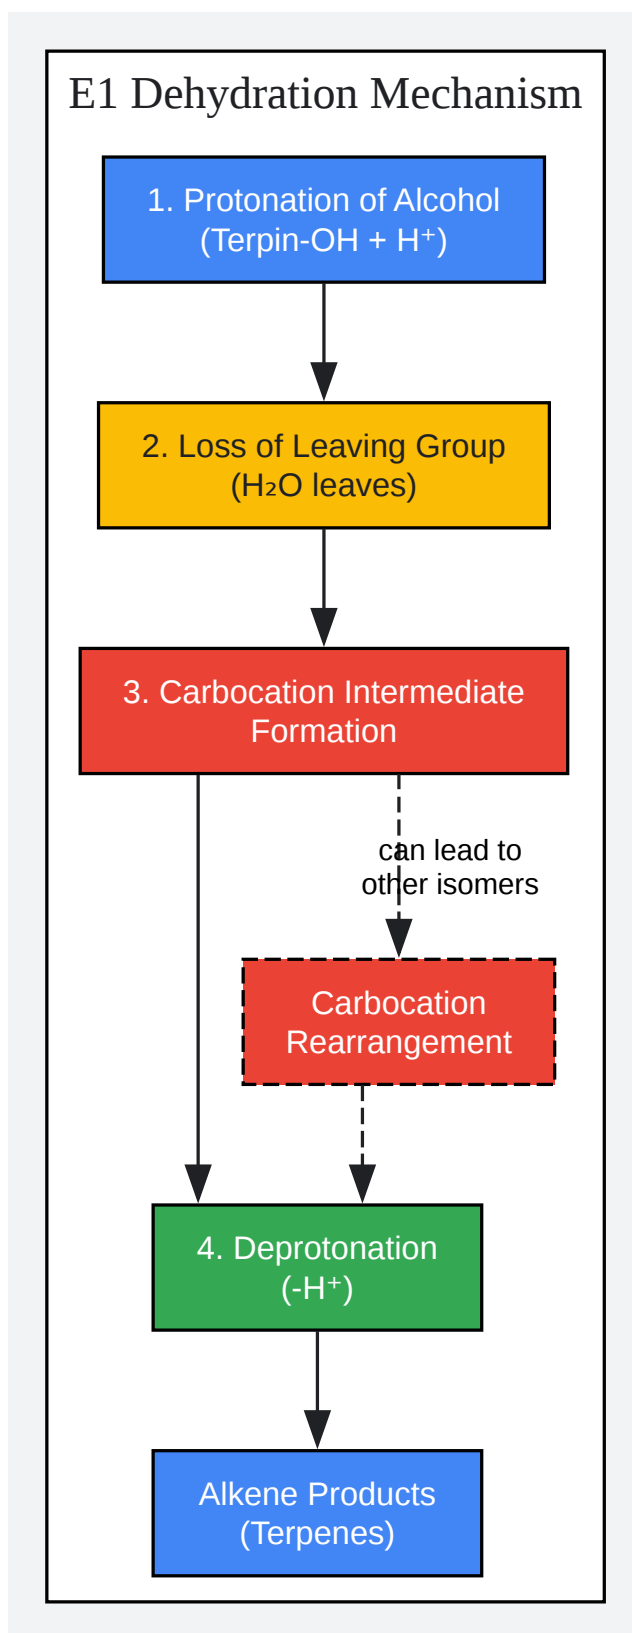 E1 Dehydration Mechanism
1. Protonation of Alcohol
(Terpin-OH + H⁺)
2. Loss of Leaving Group
(H₂O leaves)
3. Carbocation Intermediate
Formation
can lead to
other isomers
Carbocation
Rearrangement
4. Deprotonation
(-H⁺)
Alkene Products
(Terpenes)